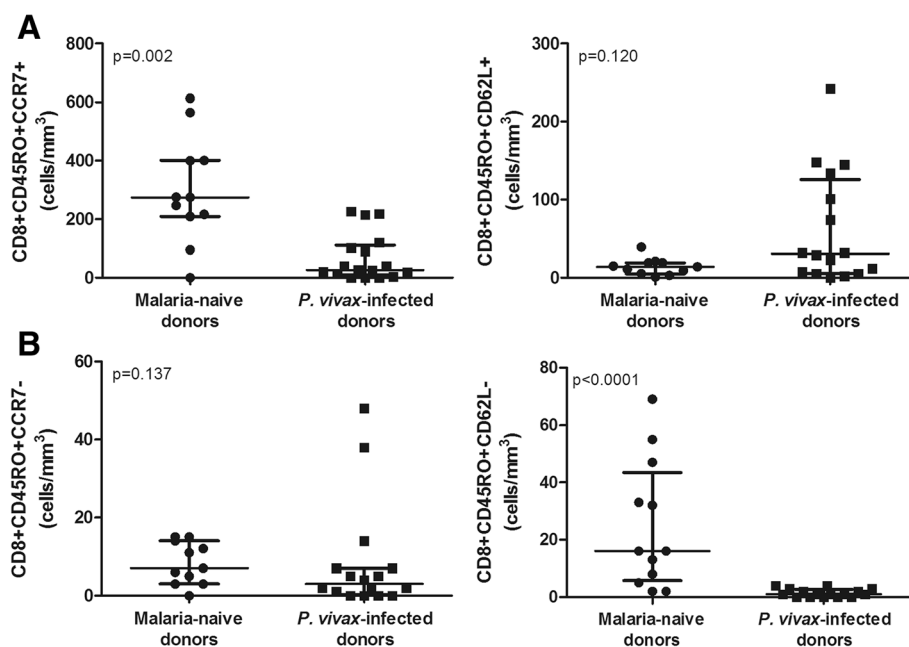 A
CD8+CD45RO+CCR7+
(cells/mm³)
800
600
400
200
0
p=0.002
Malaria-naive
donors
P. vivax-infected
donors
CD8+CD45RO+CD62L+
(cells/mm³)
300
200
100
0
p=0.120
Malaria-naive
donors
P. vivax-infected
donors
B
CD8+CD45RO+CCR7-
(cells/mm³)
60
40
20
0
p=0.137
Malaria-naive
donors
P. vivax-infected
donors
CD8+CD45RO+CD62L-
(cells/mm³)
80
60
40
20
0
p<0.0001
Malaria-naive
donors
P. vivax-infected
donors